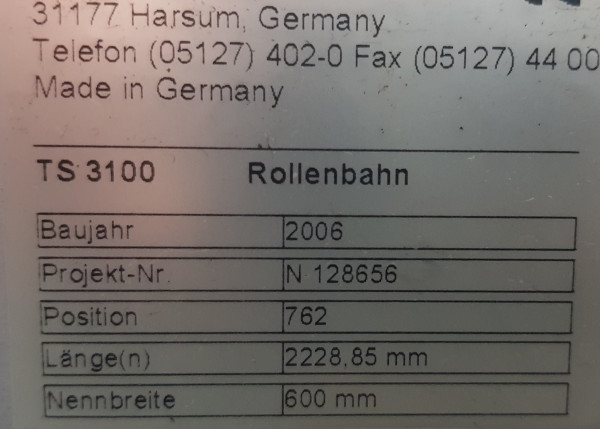 31177 Harsum, Germany
Telefon (05127) 402-0 Fax (05127) 44 00
Made in Germany
TS 3100 Rollenbahn
Baujahr 2006
Projekt-Nr. N 128656
Position 762
Länge(n) 2228,85 mm
Nennbreite 600 mm